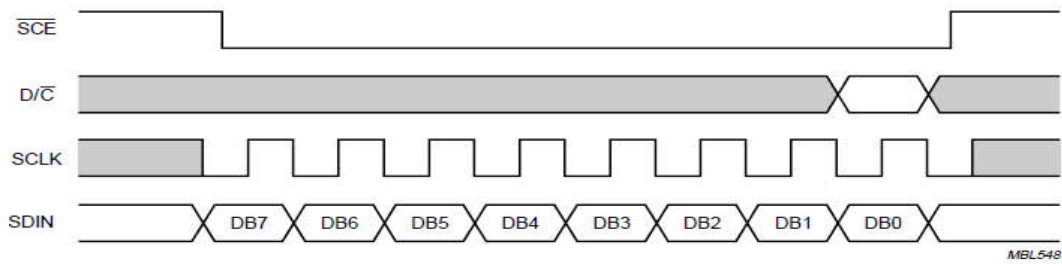 SCE
D/C
SCLK
SDIN DB7 DB6 DB5 DB4 DB3 DB2 DB1 DB0
MBL548